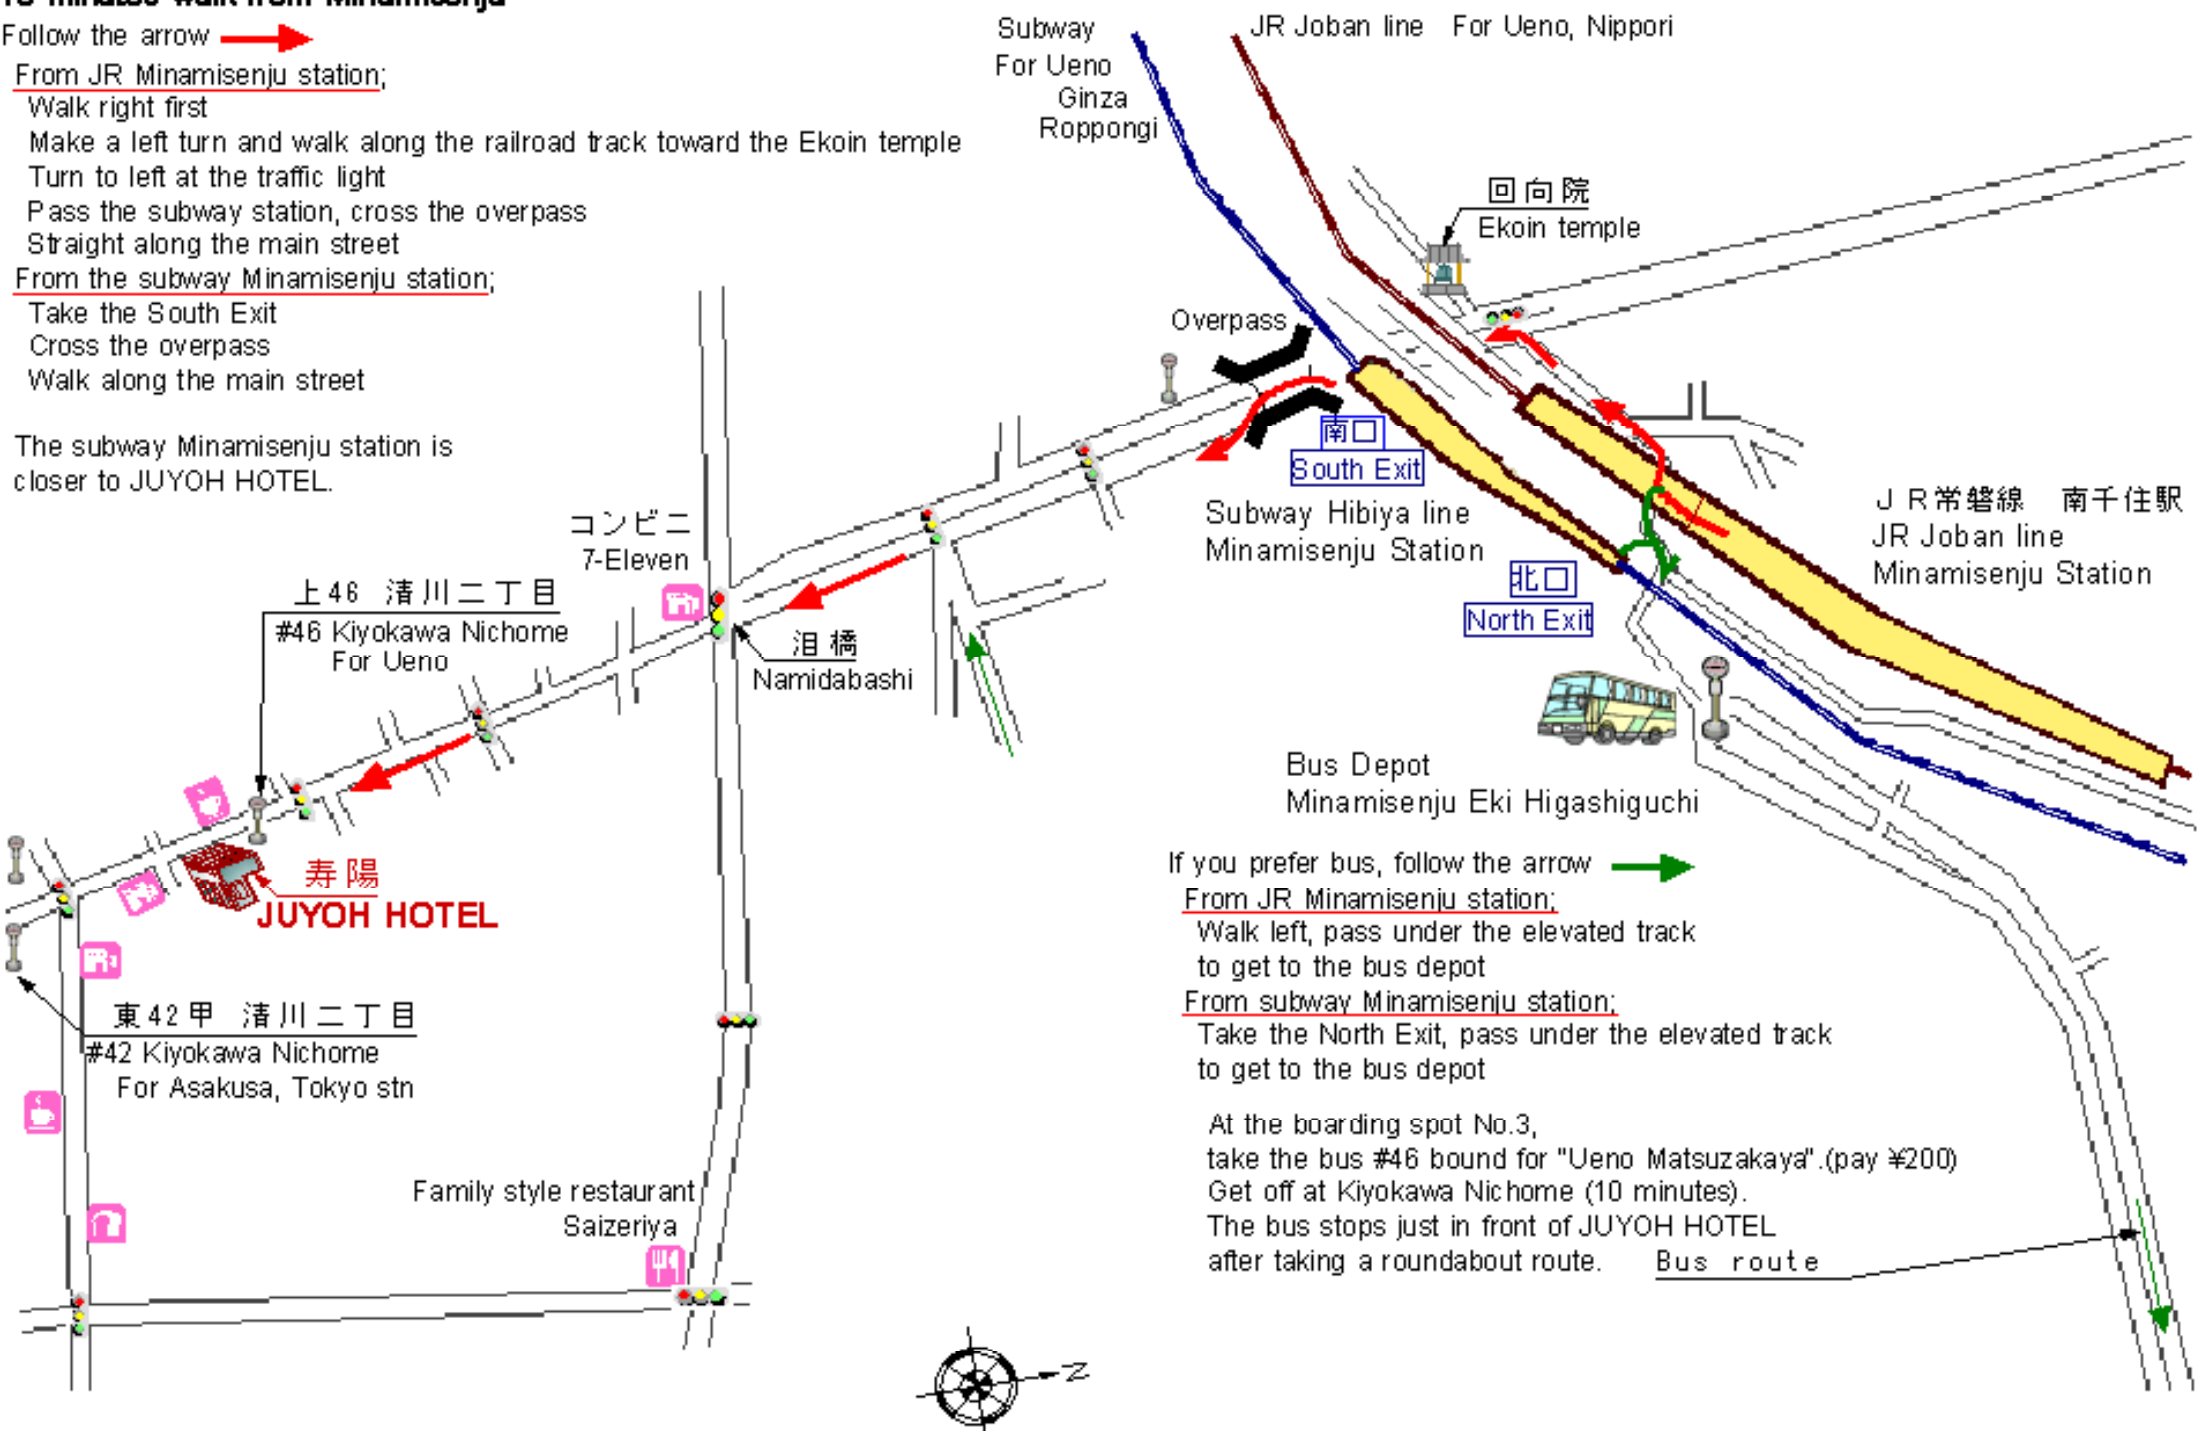 minutes walk from Minamisenju
Follow the arrow
From JR Minamisenju station;
Walk right first
Make a left turn and walk along the railroad track toward the Ekoin temple
Turn to left at the traffic light
Pass the subway station, cross the overpass
Straight along the main street
From the subway Minamisenju station;
Take the South Exit
Cross the overpass
Walk along the main street
The subway Minamisenju station is
closer to JUYOH HOTEL.
Subway
For Ueno
Ginza
Roppongi
JR Joban line For Ueno, Nippori
回向院
Ekoin temple
Overpass
南口
South Exit
Subway Hibiya line
Minamisenju Station
北口
North Exit
JR常磐線 南千住駅
JR Joban line
Minamisenju Station
コンビニ
7-Eleven
泪橋
Namidabashi
上46 清川二丁目
#46 Kiyokawa Nichome
For Ueno
寿陽
JUYOH HOTEL
東42甲 清川二丁目
#42 Kiyokawa Nichome
For Asakusa, Tokyo stn
Family style restaurant
Saizeriya
Bus Depot
Minamisenju Eki Higashiguchi
If you prefer bus, follow the arrow
From JR Minamisenju station;
Walk left, pass under the elevated track
to get to the bus depot
From subway Minamisenju station;
Take the North Exit, pass under the elevated track
to get to the bus depot
At the boarding spot No.3,
take the bus #46 bound for "Ueno Matsuzakaya".(pay ¥200)
Get off at Kiyokawa Nichome (10 minutes).
The bus stops just in front of JUYOH HOTEL
after taking a roundabout route.
Bus route
N